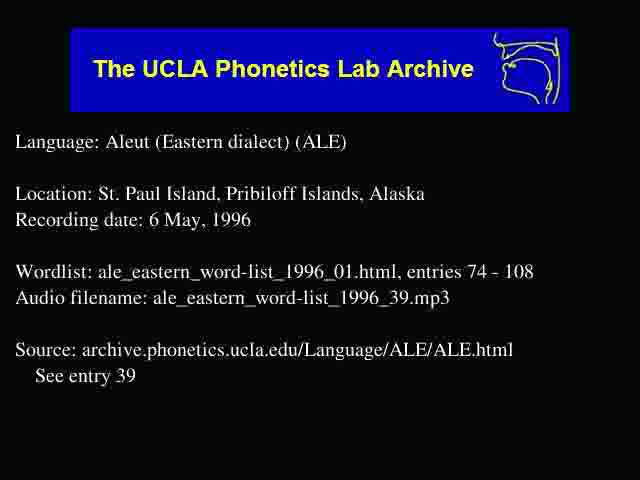 The UCLA Phonetics Lab Archive
Language: Aleut (Eastern dialect) (ALE)
Location: St. Paul Island, Pribiloff Islands, Alaska
Recording date: 6 May, 1996
Wordlist: ale_eastern_word-list_1996_01.html, entries 74 - 108
Audio filename: ale_eastern_word-list_1996_39.mp3
Source: archive.phonetics.ucla.edu/Language/ALE/ALE.html
See entry 39